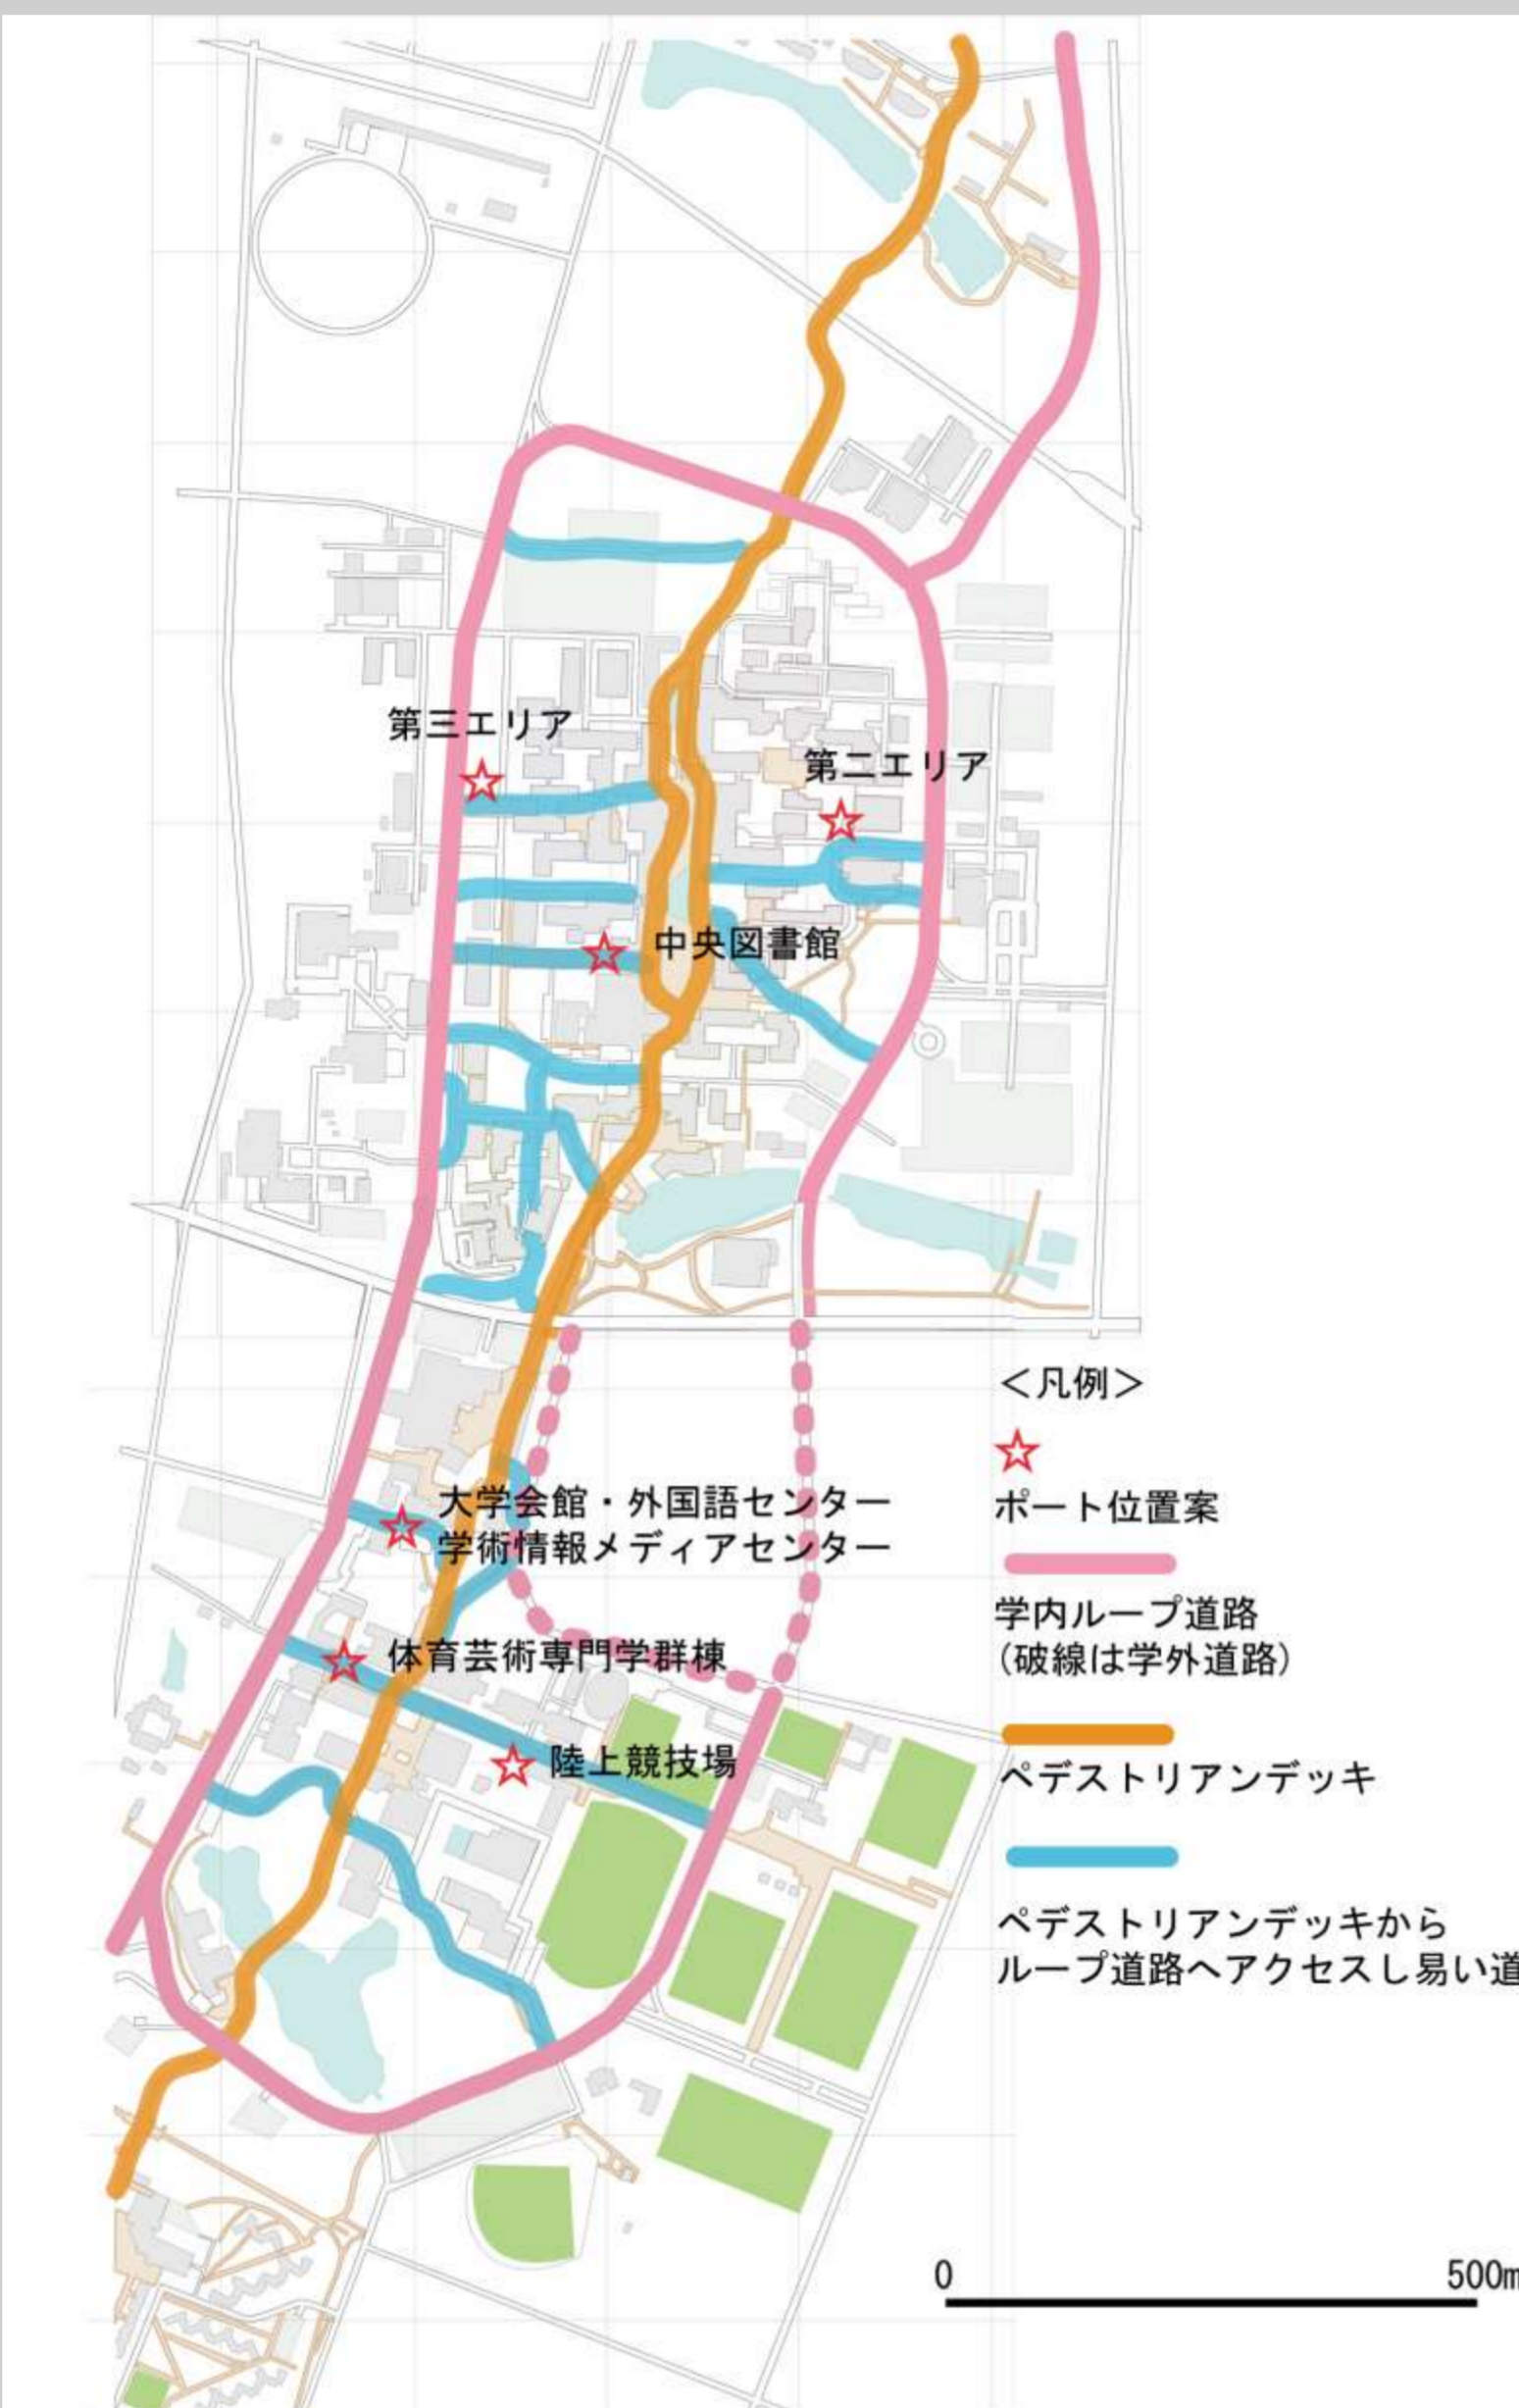 第三エリア
第二エリア
中央図書館
大学会館・外国語センター
学術情報メディアセンター
体育芸術専門学群棟
陸上競技場
＜凡例＞
ポート位置案
学内ループ道路
(破線は学外道路)
ペデストリアンデッキ
ペデストリアンデッキから
ループ道路へアクセスし易い道
0
500m